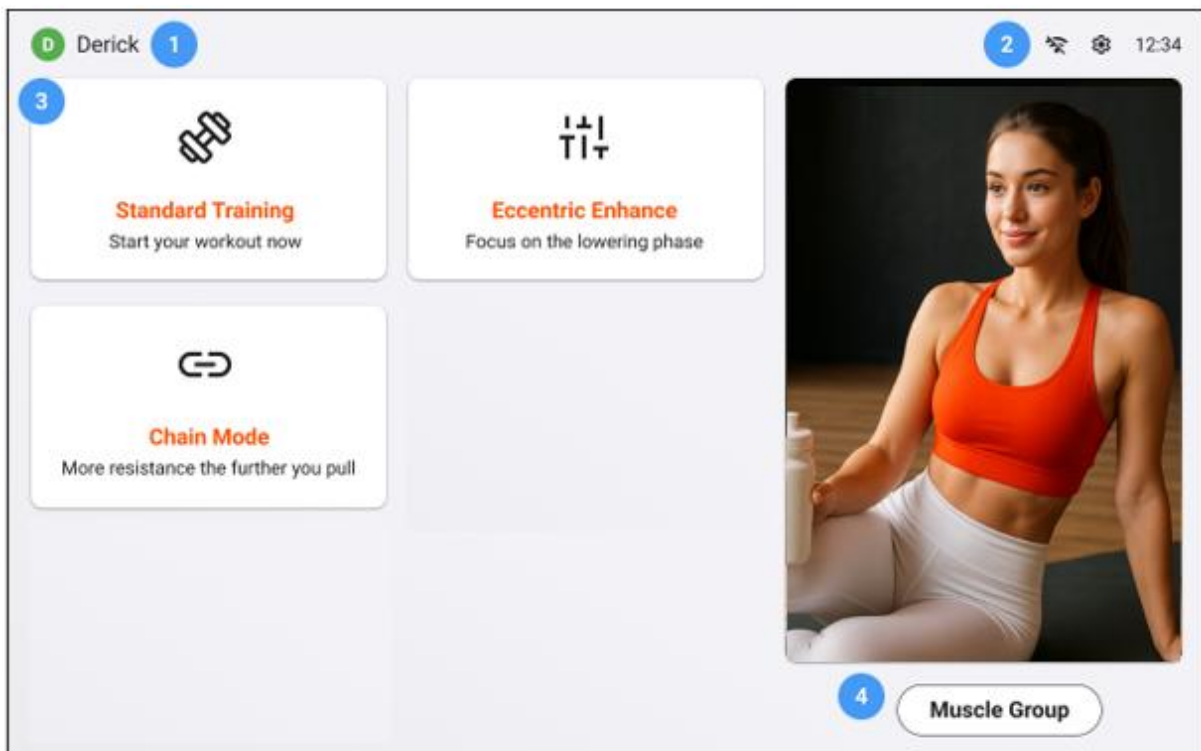 D Derick 1
2 12:34
3
Standard Training
Start your workout now
Eccentric Enhance
Focus on the lowering phase
Chain Mode
More resistance the further you pull
4 Muscle Group